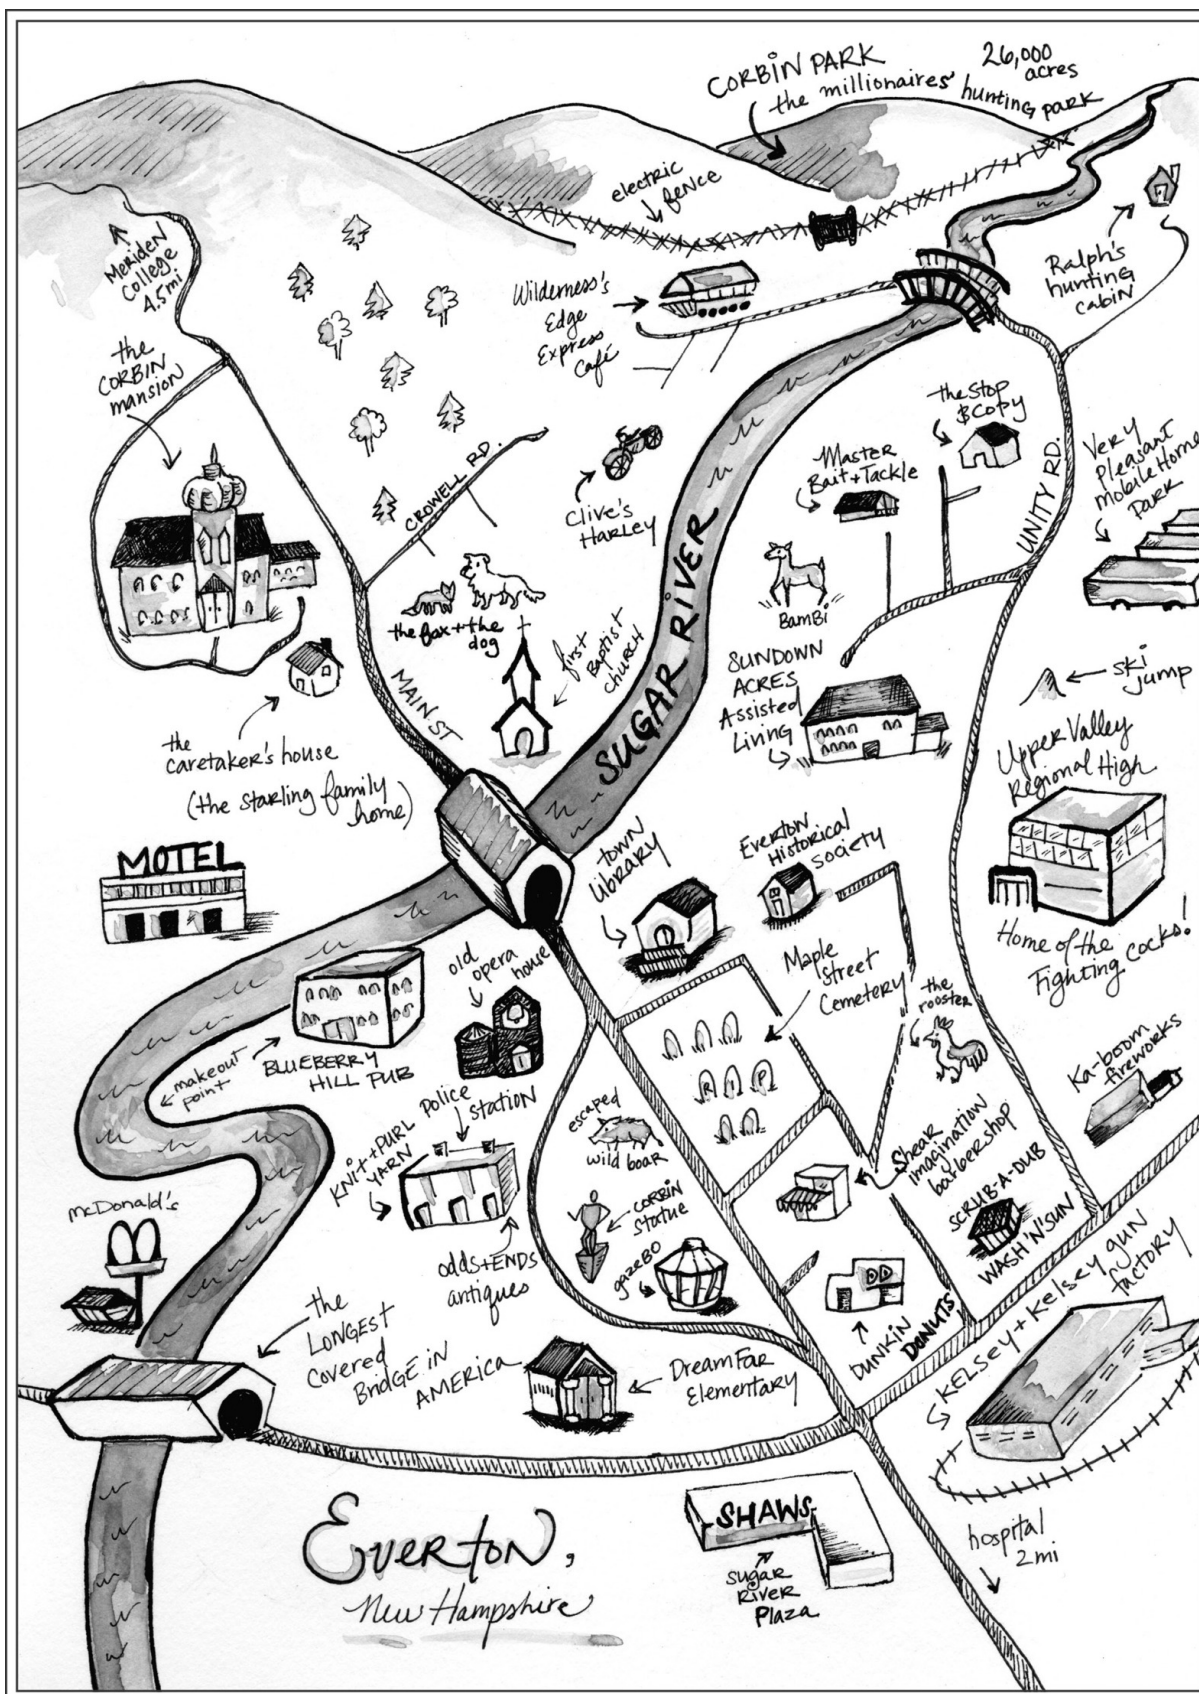 CORBIN PARK
the millionaires'
hunting park
26,000
acres
electric
fence
Meriden
College
4.5mi
Wilderness's
Edge
Express
Café
Ralph's
hunting
cabin
the
CORBIN
mansion
CROWELL RD.
Clive's
HARLEY
the Stop
& Copy
Master
Bait + Tackle
Very
Pleasant
Mobile Home
Park
UNITY RD.
the fox + the
dog
BamBi
first
Baptist
CHURCH
MAIN ST
SUGAR RIVER
SUNDOWN
ACRES
Assisted
Living
ski
jump
the
caretaker's house
(the starling family
home)
Upper Valley
Regional High
Home of the
Fighting Cocks!
MOTEL
town
library
Everton
Historical
Society
old
opera
house
Maple
Street
Cemetery
the
rooster
R I P
makeout
point
BLUEBERRY
HILL PUB
Ka-boom
fireworks
Police
Station
KNIT + PURL
YARN
escaped
wild boar
Shear
imagination
barbershop
McDonald's
CORBIN
statue
gazebo
SCRUB-A-DUB
WASH 'N' SUN
odds + ENDS
antiques
DD
DUNKIN
DONUTS
KELSEY + Kelsey gun
factory
the
LONGEST
covered
Bridge in
AMERICA
Dream Far
Elementary
SHAWS
Sugar
River
Plaza
hospital
2mi
Everton,
New Hampshire